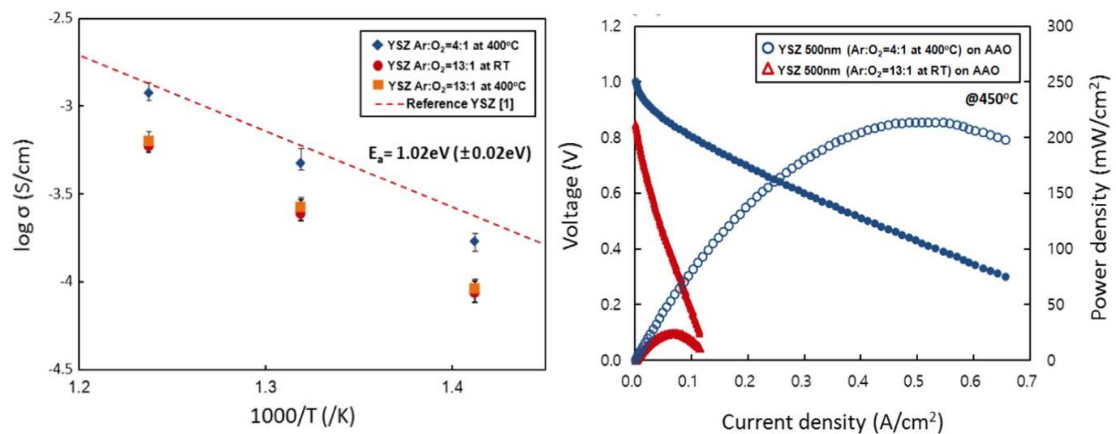 -2.5
-3
-3.5
-4
-4.5
1.2
1.3
1.4
log σ (S/cm)
1000/T (/K)
YSZ Ar:O₂=4:1 at 400°C
YSZ Ar:O₂=13:1 at RT
YSZ Ar:O₂=13:1 at 400°C
Reference YSZ [1]
Eₐ= 1.02eV (±0.02eV)
1.2
1.0
0.8
0.6
0.4
0.2
0.0
Voltage (V)
0.0
0.1
0.2
0.3
0.4
0.5
0.6
0.7
Current density (A/cm²)
YSZ 500nm (Ar:O₂=4:1 at 400°C) on AAO
YSZ 500nm (Ar:O₂=13:1 at RT) on AAO
@450°C
300
250
200
150
100
50
0
Power density (mW/cm²)